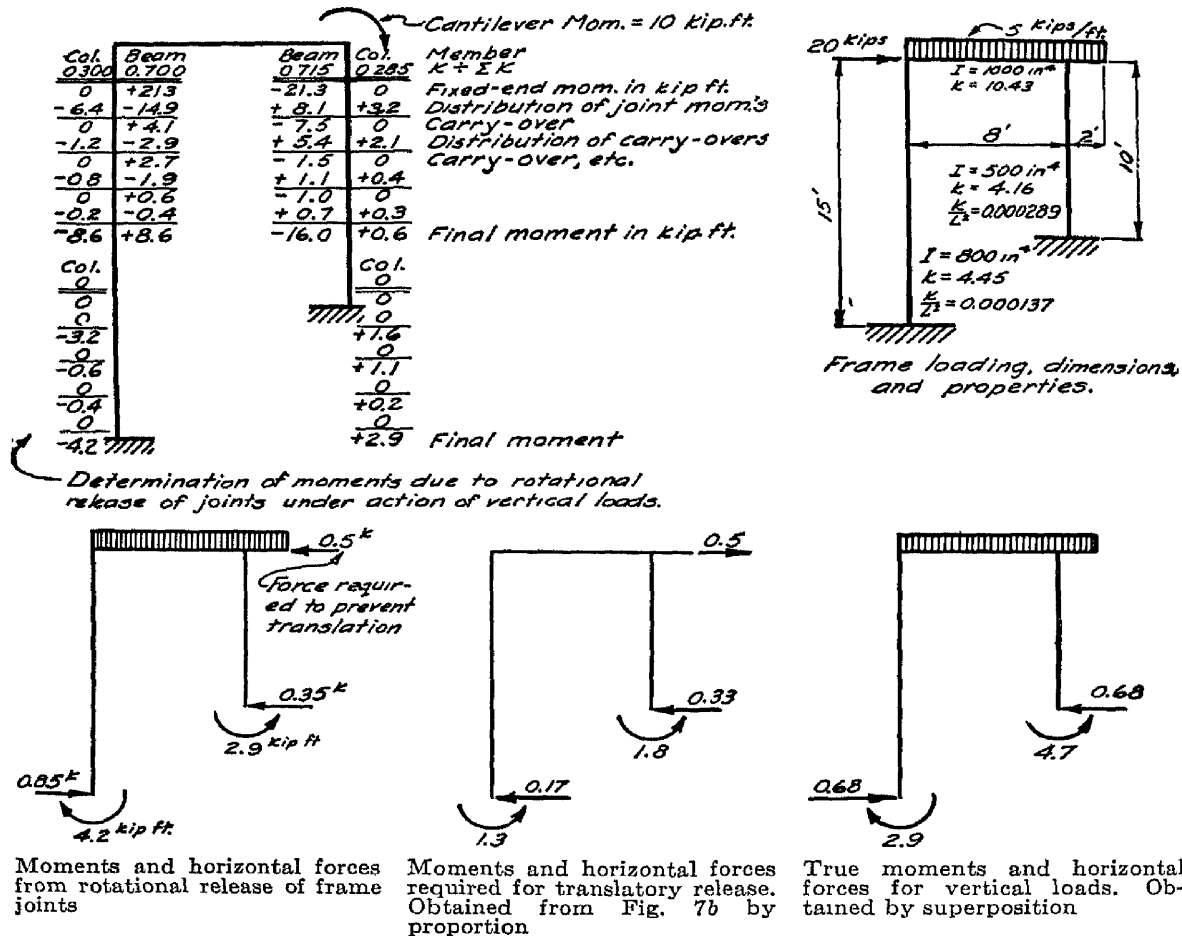 Cantilever Mom. = 10 kip.ft.
Col. Beam Beam Col. Member
0.300 0.700 0.715 0.285 K ÷ Σ K
0 +21.3 -21.3 0 Fixed-end mom. in kip ft.
-6.4 -14.9 +8.1 +3.2 Distribution of joint mom's
0 +4.1 -7.5 0 Carry-over
-1.2 -2.9 +5.4 +2.1 Distribution of carry-overs
0 +2.7 -1.5 0 Carry-over, etc.
-0.8 -1.9 +1.1 +0.4
0 +0.6 -1.0 0
-0.2 -0.4 +0.7 +0.3
-8.6 +8.6 -16.0 +0.6 Final moment in kip ft.
Col. Col.
0 0
0 0
0 0
-3.2 +1.6
0 0
-0.6 +1.1
0 0
-0.4 +0.2
0 0
-4.2 +2.9 Final moment
Determination of moments due to rotational
release of joints under action of vertical loads.
5 kips/ft.
20 kips
I = 1000 in⁴
K = 10.43
8' 2'
15'
10'
I = 500 in⁴
K = 4.16
K/L² = 0.000289
I = 800 in⁴
K = 4.45
K/L² = 0.000137
Frame loading, dimensions,
and properties.
0.5 k
Force requir-
ed to prevent
translation
0.35 k
2.9 kip ft
0.85 k
4.2 kip ft.
Moments and horizontal forces
from rotational release of frame
joints
0.5
0.33
1.8
0.17
1.3
Moments and horizontal forces
required for translatory release.
Obtained from Fig. 7b by
proportion
0.68
4.7
0.68
2.9
True moments and horizontal
forces for vertical loads. Ob-
tained by superposition